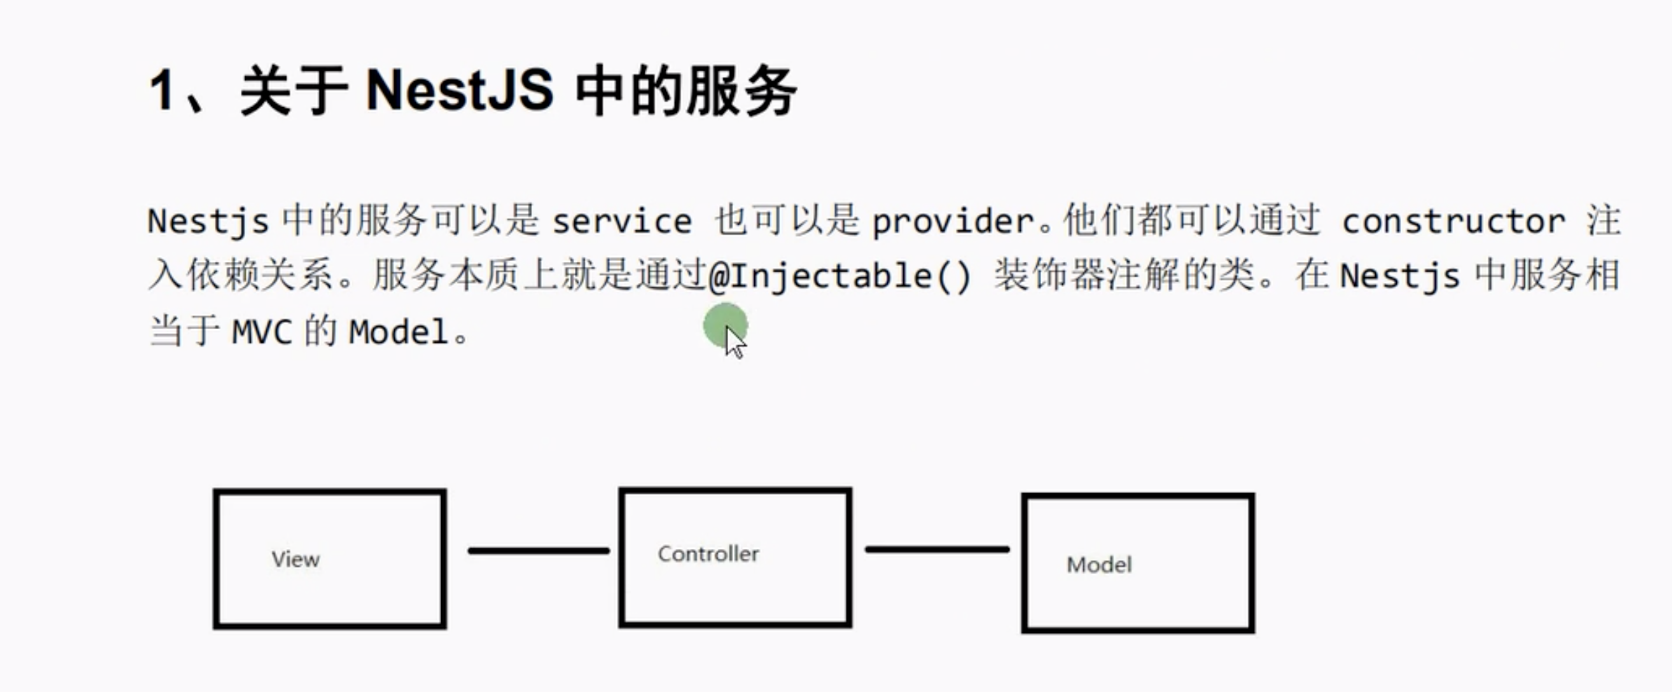 1、关于 NestJS 中的服务
Nestjs 中的服务可以是 service 也可以是 provider。他们都可以通过 constructor 注
入依赖关系。服务本质上就是通过@Injectable() 装饰器注解的类。在 Nestjs 中服务相
当于 MVC 的 Model。
View
Controller
Model